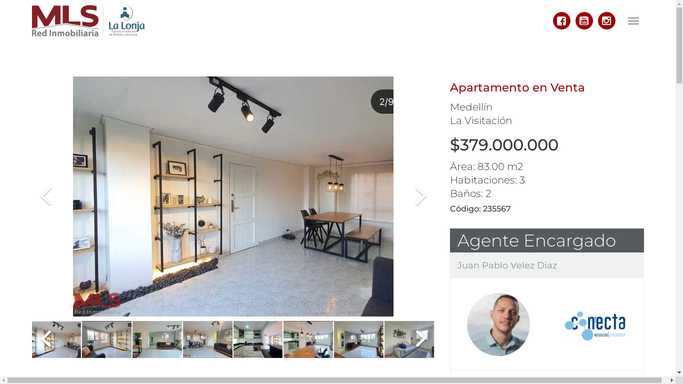 MLS
Red Inmobiliaria
La Lonja
2/9
Apartamento en Venta
Medellín
La Visitación
$379.000.000
Área: 83.00 m2
Habitaciones: 3
Baños: 2
Código: 235567
MLS
Agente Encargado
Juan Pablo Velez Diaz
conecta